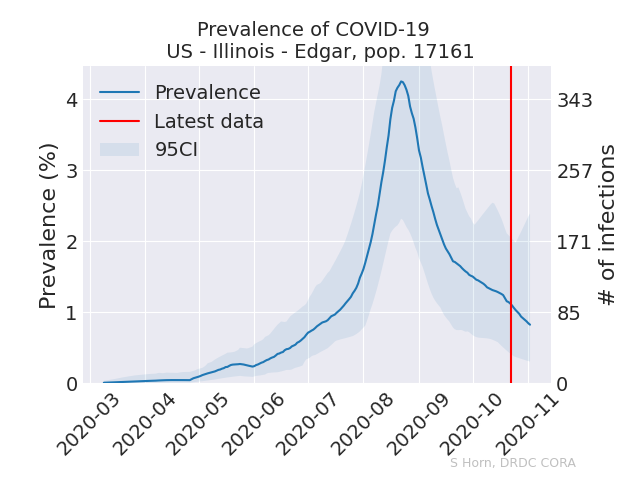 Prevalence of COVID-19
US - Illinois - Edgar, pop. 17161
Prevalence
Latest data
95CI
Prevalence (%)
4
3
2
1
0
343
257
171
85
0
# of infections
2020-03
2020-04
2020-05
2020-06
2020-07
2020-08
2020-09
2020-10
2020-11
S Horn, DRDC CORA